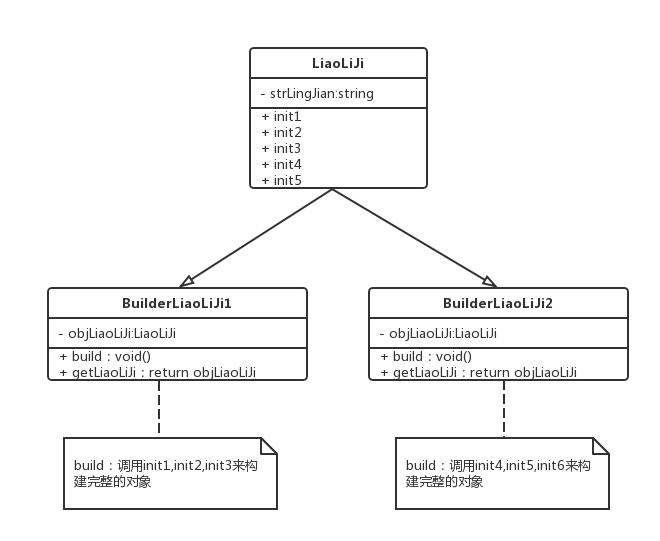 LiaoLiJi
- strLingJian:string
+ init1
+ init2
+ init3
+ init4
+ init5
BuilderLiaoLiJi1
- objLiaoLiJi:LiaoLiJi
+ build：void()
+ getLiaoLiJi：return objLiaoLiJi
BuilderLiaoLiJi2
- objLiaoLiJi:LiaoLiJi
+ build：void()
+ getLiaoLiJi：return objLiaoLiJi
build：调用init1,init2,init3来构
建完整的对象
build：调用init4,init5,init6来构
建完整的对象